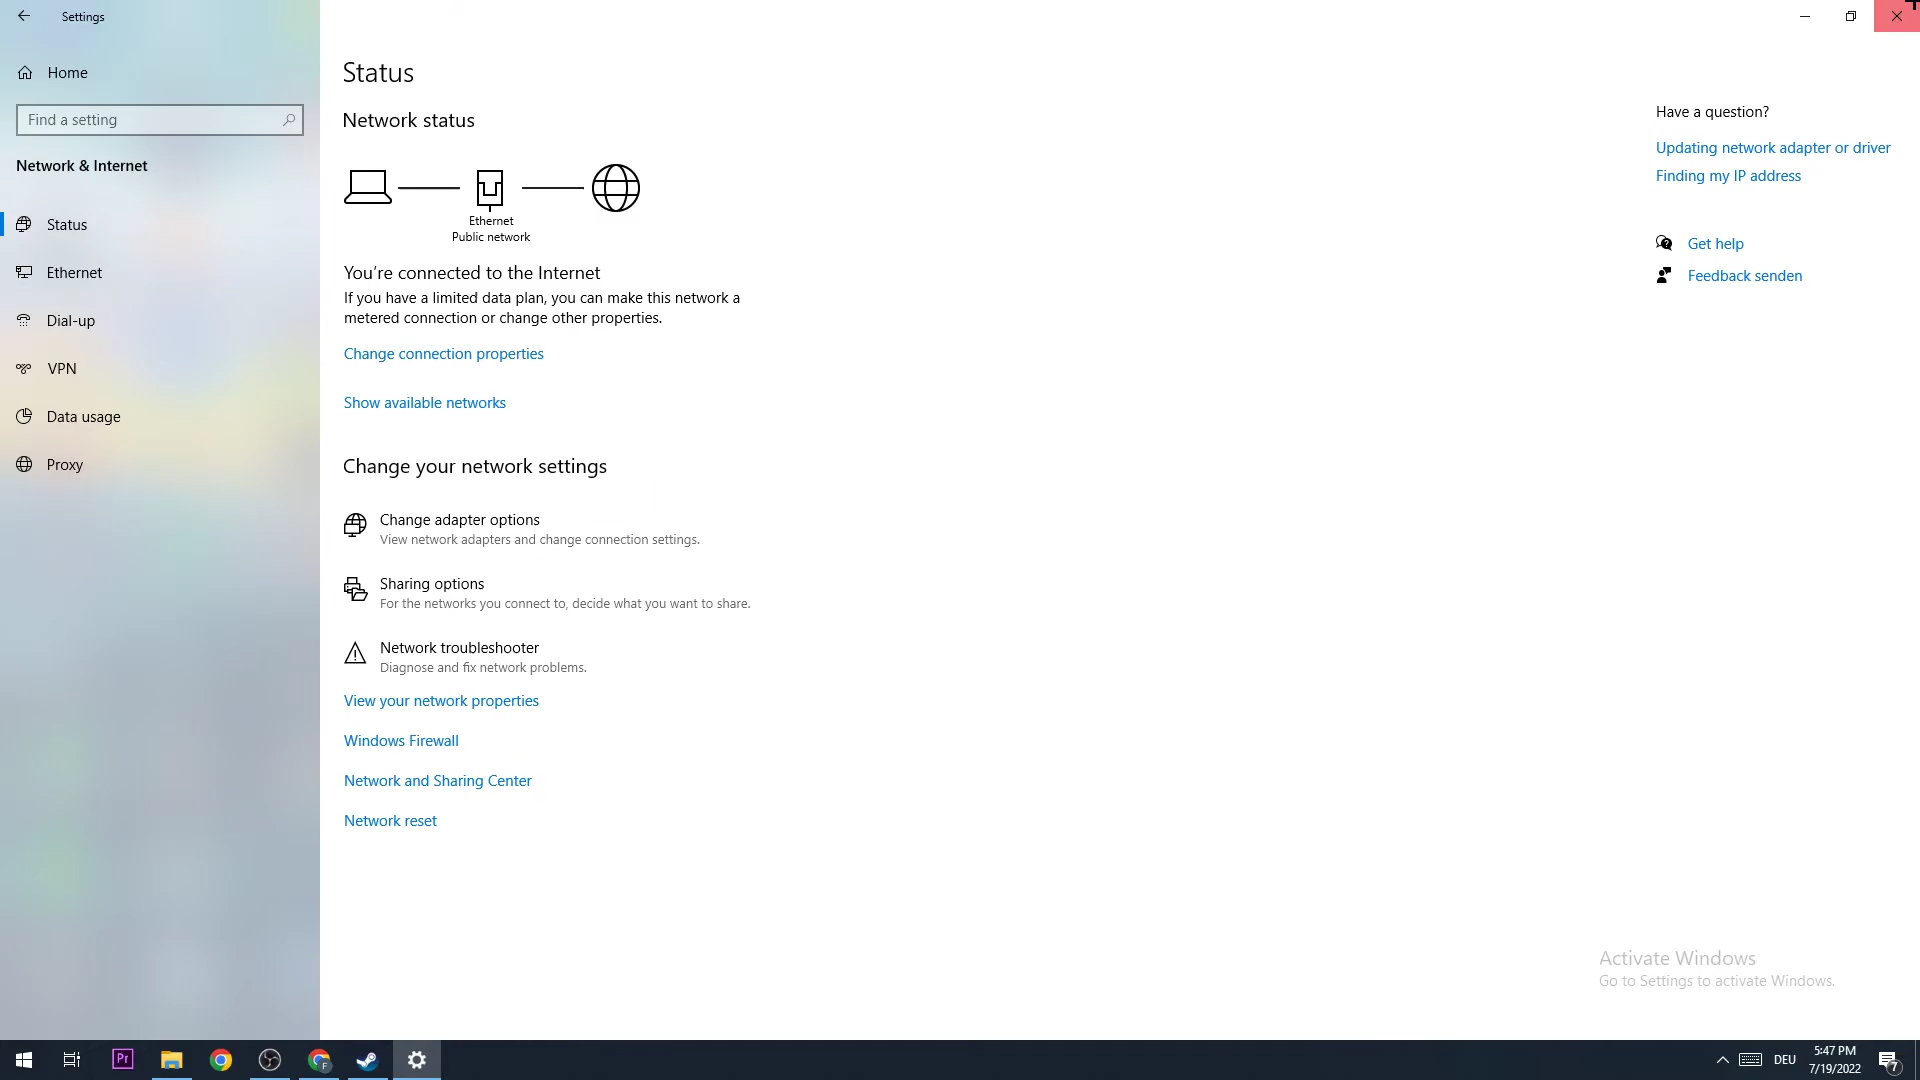 Settings
Home
Find a setting
Network & Internet
Status
Ethernet
Dial-up
VPN
Data usage
Proxy
Status
Network status
Ethernet
Public network
You're connected to the Internet
If you have a limited data plan, you can make this network a
metered connection or change other properties.
Change connection properties
Show available networks
Change your network settings
Change adapter options
View network adapters and change connection settings.
Sharing options
For the networks you connect to, decide what you want to share.
Network troubleshooter
Diagnose and fix network problems.
View your network properties
Windows Firewall
Network and Sharing Center
Network reset
Have a question?
Updating network adapter or driver
Finding my IP address
Get help
Feedback senden
Activate Windows
Go to Settings to activate Windows.
Pr
F
DEU
5:47 PM
7/19/2022
7